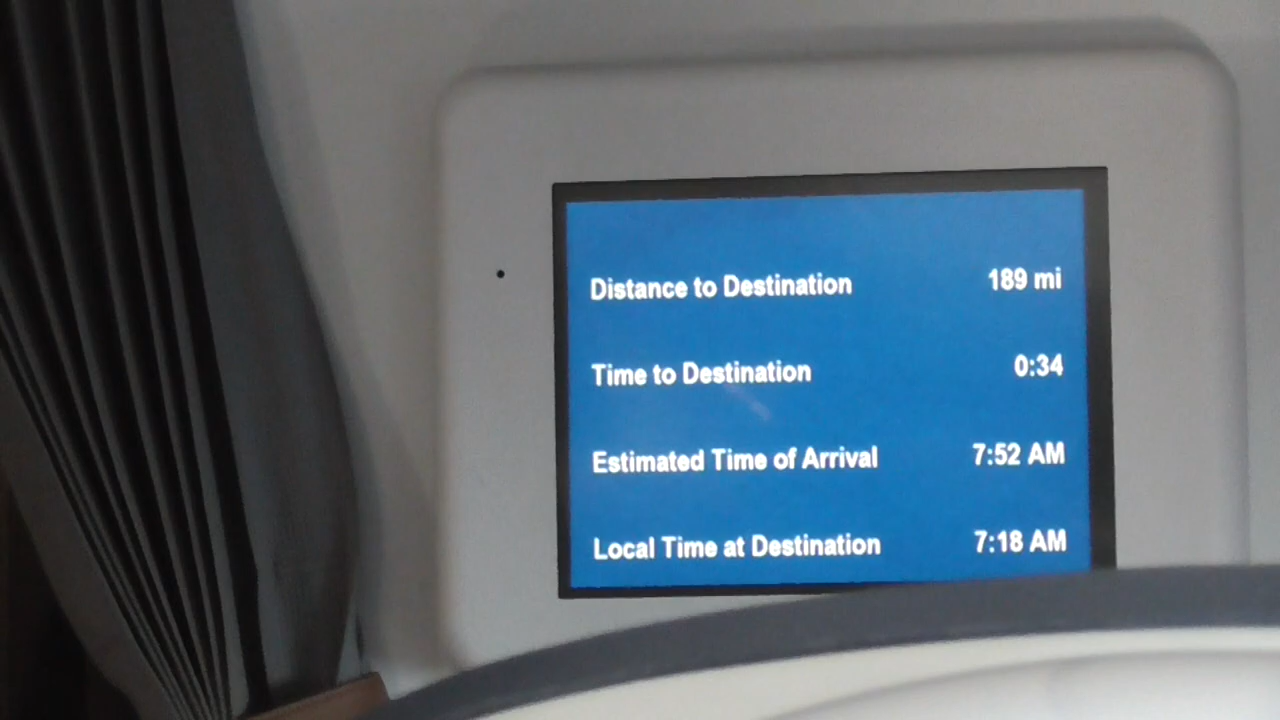 Distance to Destination 189 mi
Time to Destination 0:34
Estimated Time of Arrival 7:52 AM
Local Time at Destination 7:18 AM